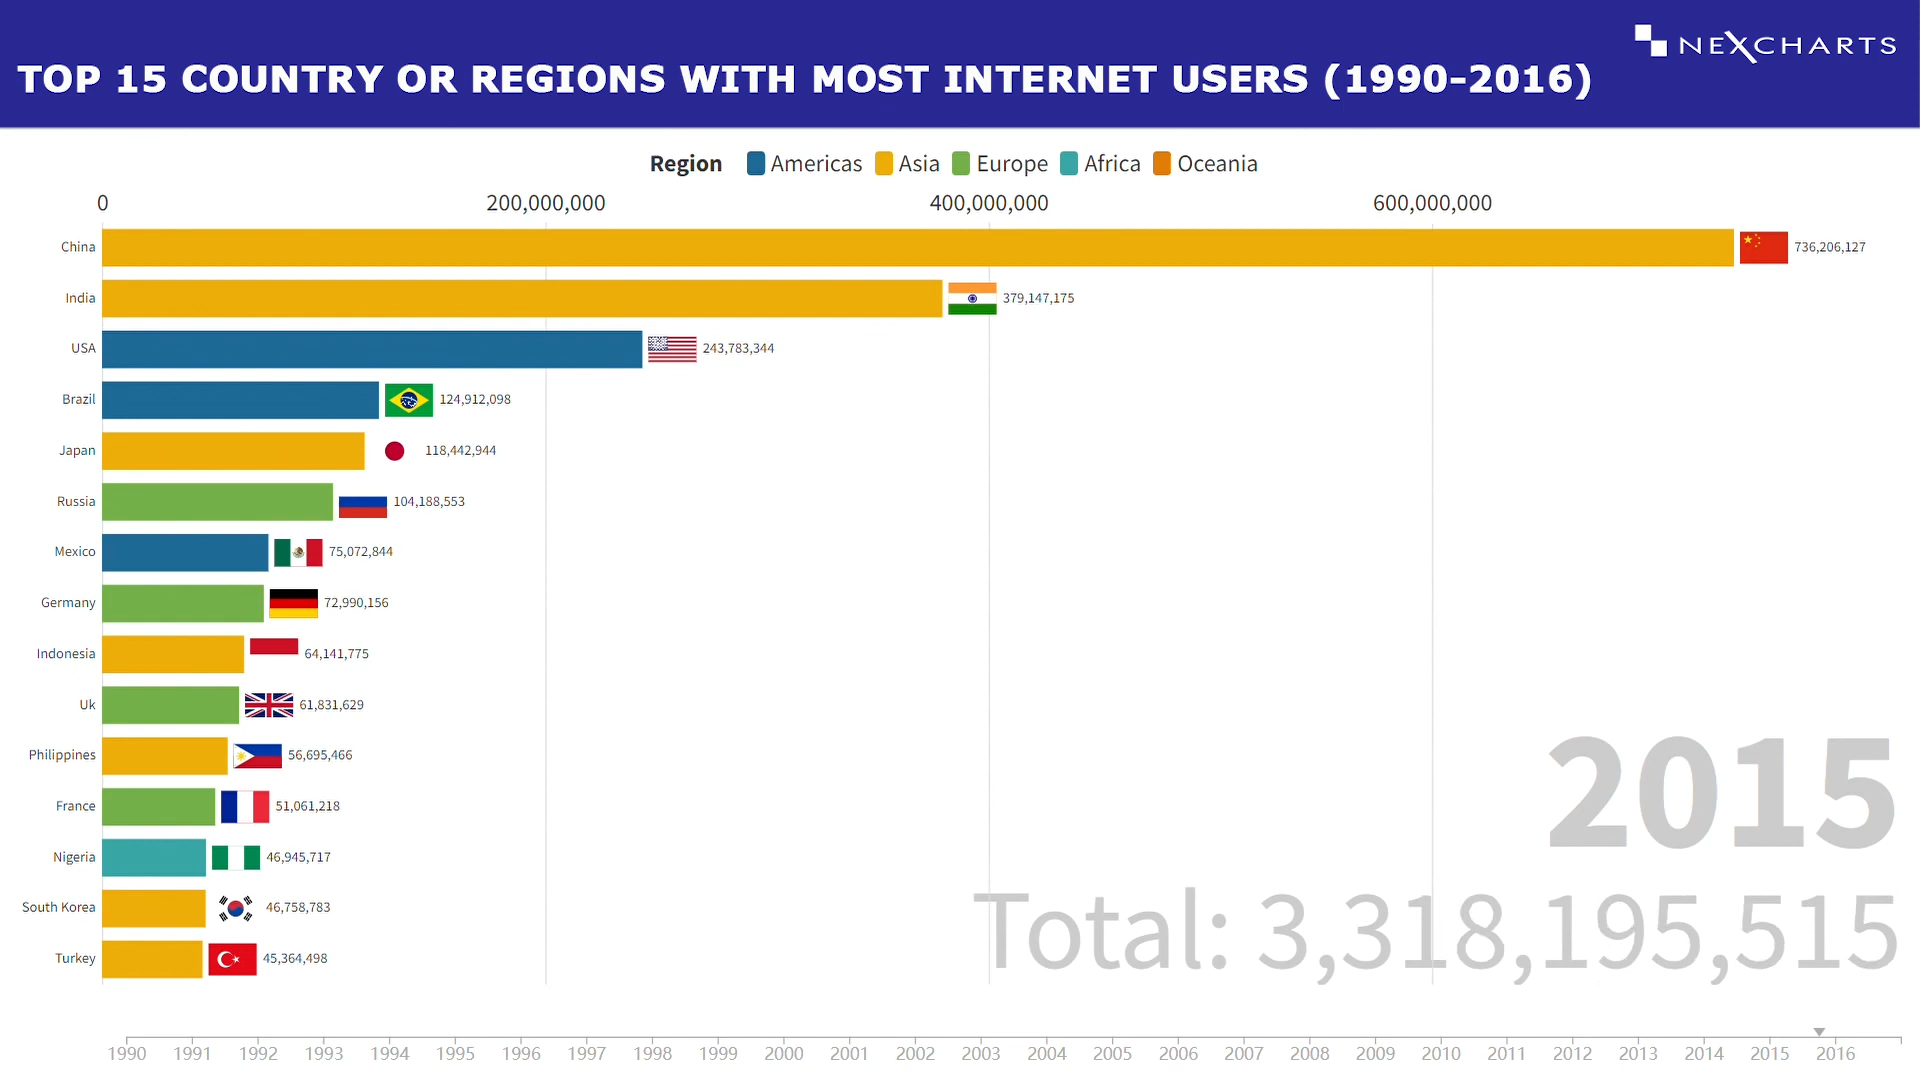 NEXCHARTS
TOP 15 COUNTRY OR REGIONS WITH MOST INTERNET USERS (1990-2016)
Region Americas Asia Europe Africa Oceania
0 200,000,000 400,000,000 600,000,000
China 736,206,127
India 379,147,175
USA 243,783,344
Brazil 124,912,098
Japan 118,442,944
Russia 104,188,553
Mexico 75,072,844
Germany 72,990,156
Indonesia 64,141,775
Uk 61,831,629
Philippines 56,695,466
France 51,061,218
Nigeria 46,945,717
South Korea 46,758,783
Turkey 45,364,498
2015
Total: 3,318,195,515
1990 1991 1992 1993 1994 1995 1996 1997 1998 1999 2000 2001 2002 2003 2004 2005 2006 2007 2008 2009 2010 2011 2012 2013 2014 2015 2016